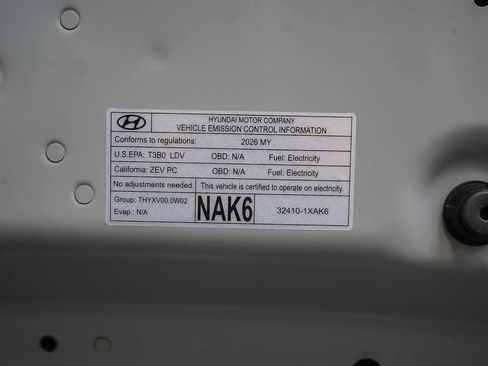 HYUNDAI MOTOR COMPANY
VEHICLE EMISSION CONTROL INFORMATION
Conforms to regulations: 2026 MY
U.S.EPA: T3B0 LDV OBD: N/A Fuel: Electricity
California: ZEV PC OBD: N/A Fuel: Electricity
No adjustments needed. This vehicle is certified to operate on electricity.
Group: THYXV00.0W02
Evap.: N/A
NAK6
32410-1XAK6